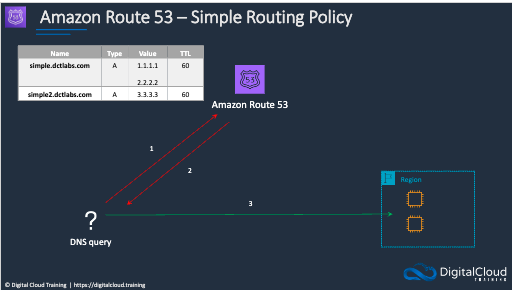 Amazon Route 53 – Simple Routing Policy
Name Type Value TTL
simple.dctlabs.com A 1.1.1.1 60
2.2.2.2
simple2.dctlabs.com A 3.3.3.3 60
53
Amazon Route 53
1
2
Region
3
?
DNS query
DigitalCloud
TRAINING
© Digital Cloud Training | https://digitalcloud.training